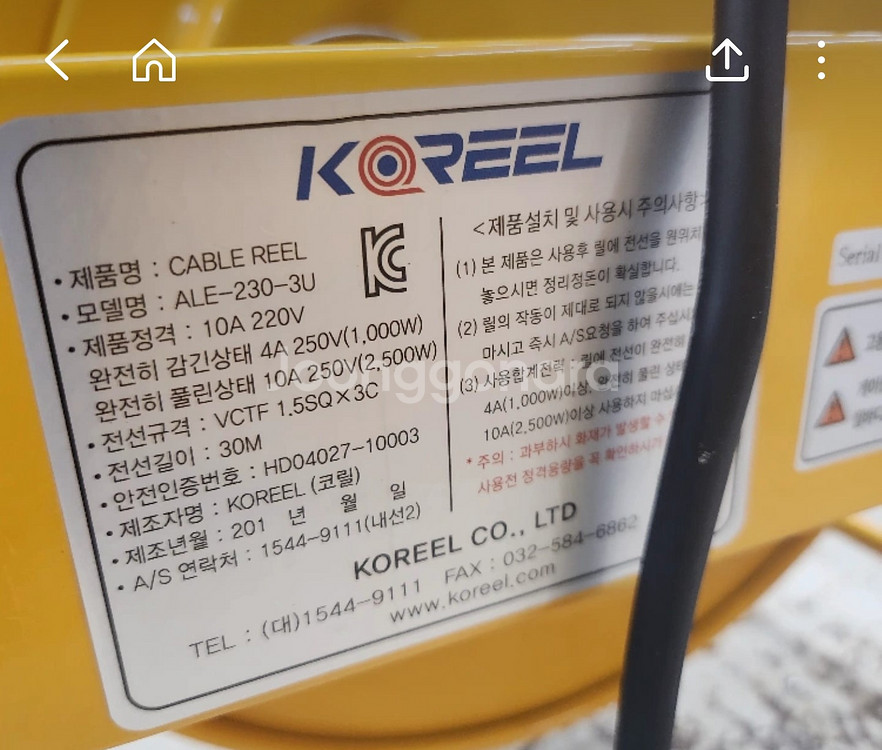 KOREEL
• 제품명 : CABLE REEL
• 모델명 : ALE-230-3U
• 제품정격 : 10A 220V
완전히 감긴상태 4A 250V(1,000W)
완전히 풀린상태 10A 250V(2,500W)
• 전선규격 : VCTF 1.5SQ×3C
• 전선길이 : 30M
• 안전인증번호 : HD04027-10003
• 제조자명 : KOREEL (코릴)
• 제조년월 : 201 년 월 일
• A/S 연락처 : 1544-9111(내선2)
<제품설치 및 사용시 주의사항>
(1) 본 제품은 사용후 릴에 전선을 원위치
놓으시면 정리정돈이 확실합니다.
(2) 릴의 작동이 제대로 되지 않을시에는
마시고 즉시 A/S요청을 하여 주십시
(3) 사용합계전력 : 릴에 전선이 완전히
4A(1,000W)이상, 완전히 풀린 상태
10A(2,500W)이상 사용하지 마십
* 주의 : 과부하시 화재가 발생할 수
사용전 정격용량을 꼭 확인하시기
KOREEL CO., LTD
TEL : (대)1544-9111 FAX : 032-584-6862
www.koreel.com
Serial